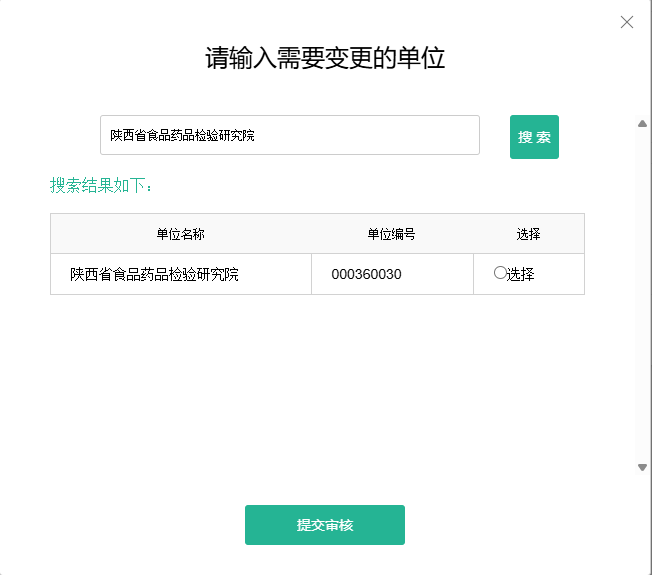 请输入需要变更的单位
陕西省食品药品检验研究院 搜 索
搜索结果如下：
单位名称 单位编号 选择
陕西省食品药品检验研究院 000360030 选择
提交审核